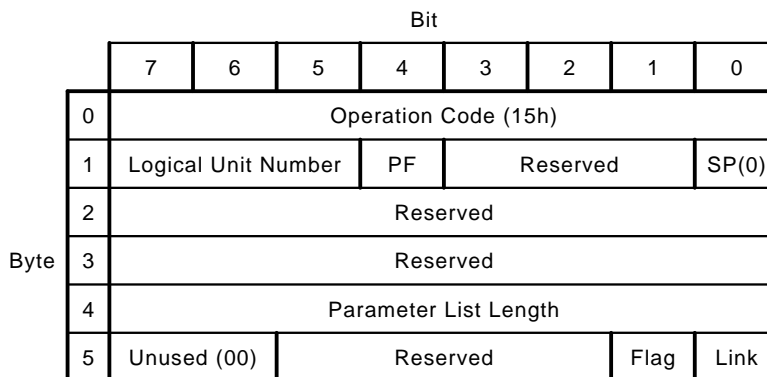 Bit
7 6 5 4 3 2 1 0
0 Operation Code (15h)
1 Logical Unit Number PF Reserved SP(0)
2 Reserved
Byte 3 Reserved
4 Parameter List Length
5 Unused (00) Reserved Flag Link